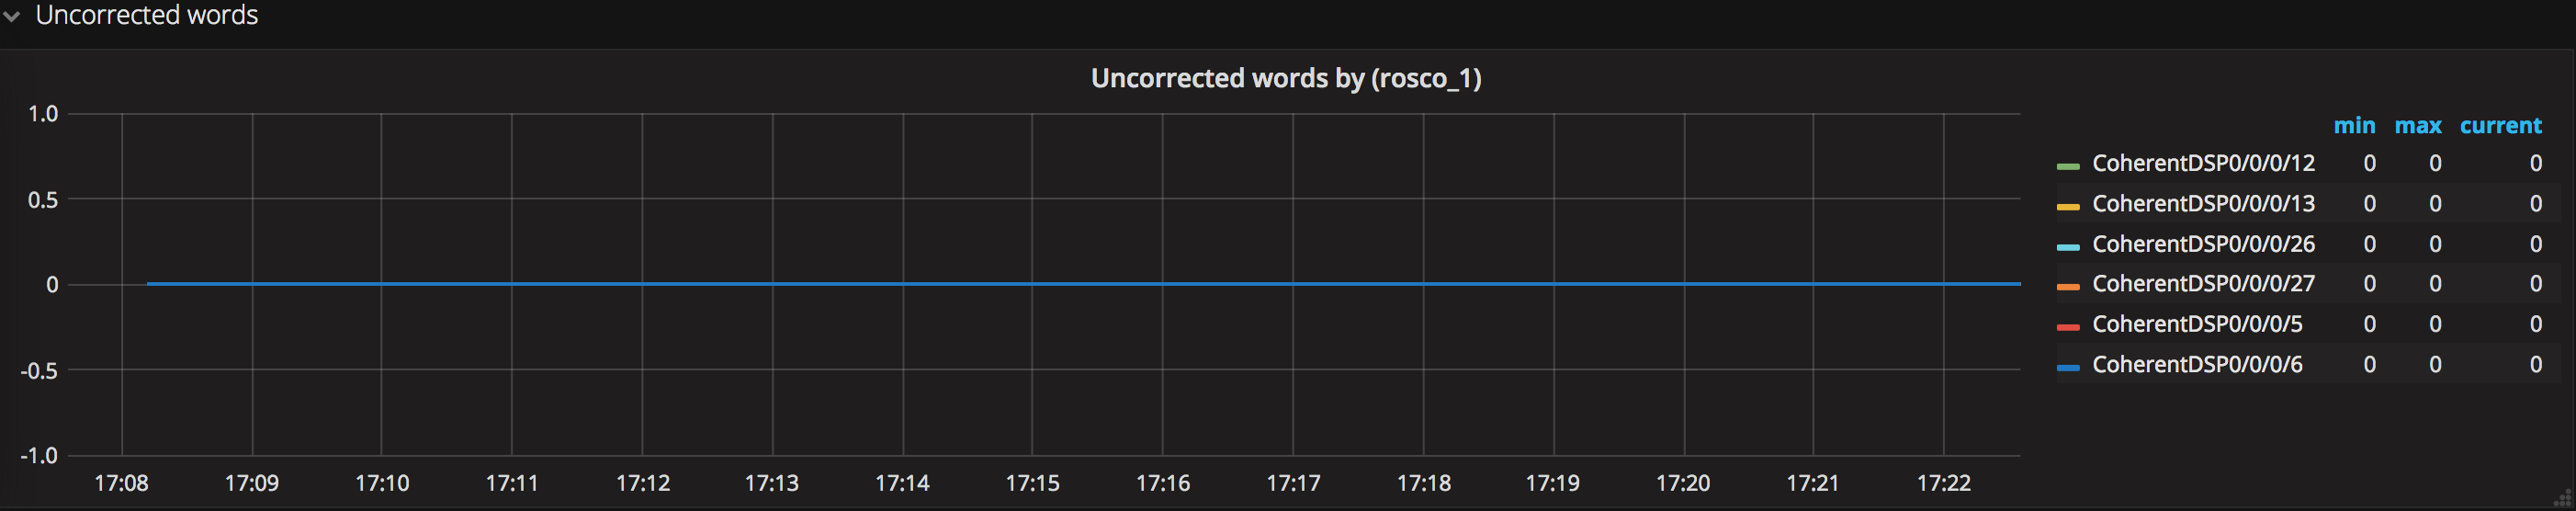 Uncorrected words
Uncorrected words by (rosco_1)
1.0
0.5
0
-0.5
-1.0
17:08 17:09 17:10 17:11 17:12 17:13 17:14 17:15 17:16 17:17 17:18 17:19 17:20 17:21 17:22
min max current
CoherentDSP0/0/0/12 0 0 0
CoherentDSP0/0/0/13 0 0 0
CoherentDSP0/0/0/26 0 0 0
CoherentDSP0/0/0/27 0 0 0
CoherentDSP0/0/0/5 0 0 0
CoherentDSP0/0/0/6 0 0 0